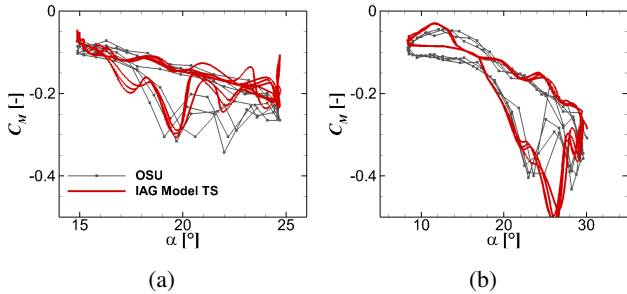 0
-0.2
-0.4
C_M [-]
OSU
IAG Model TS
15 20 25
α [°]
(a)
0
-0.2
-0.4
C_M [-]
10 20 30
α [°]
(b)